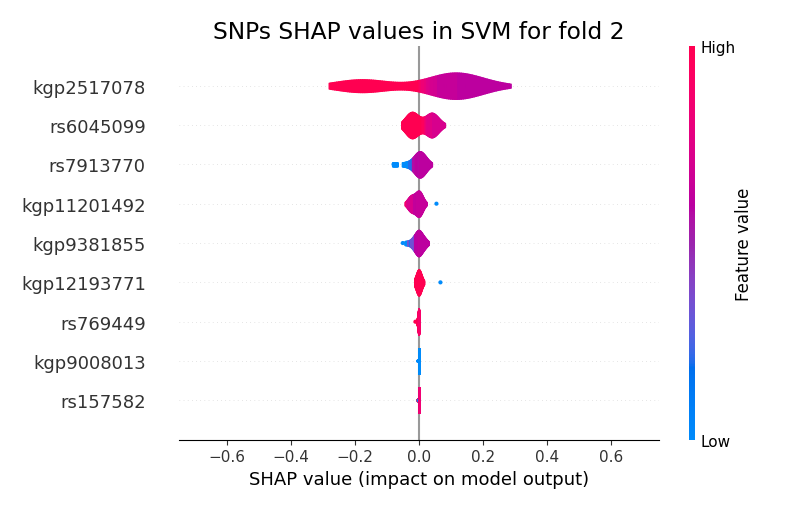 SNPs SHAP values in SVM for fold 2
High
kgp2517078
rs6045099
rs7913770
kgp11201492
kgp9381855
kgp12193771
rs769449
kgp9008013
rs157582
Feature value
Low
−0.6 −0.4 −0.2 0.0 0.2 0.4 0.6
SHAP value (impact on model output)